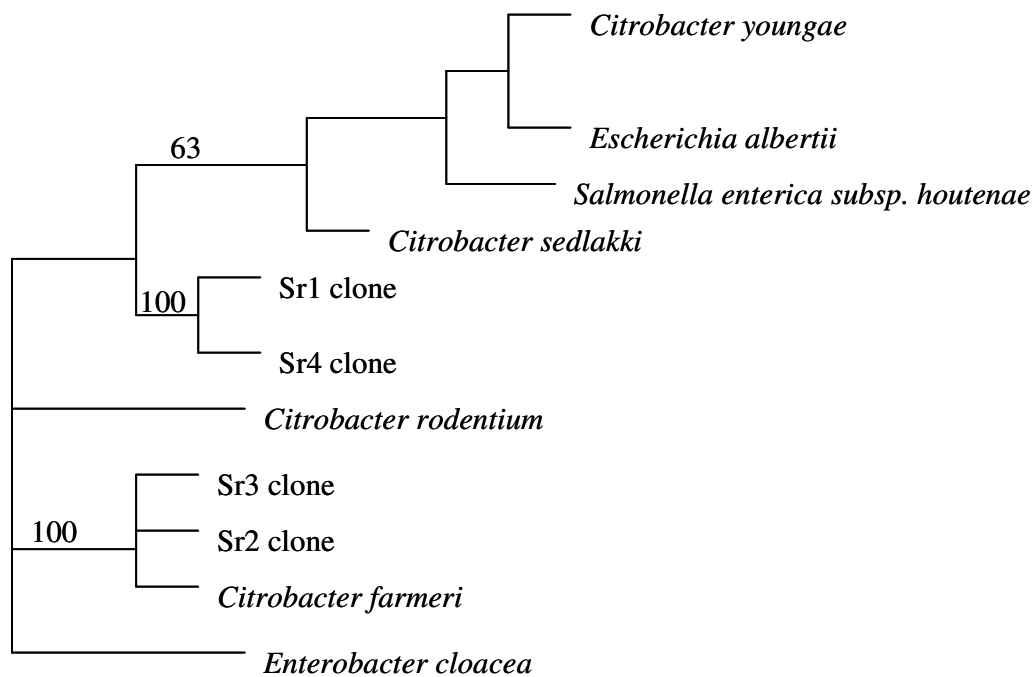 Citrobacter youngae
Escherichia albertii
63
Salmonella enterica subsp. houtenae
Citrobacter sedlakki
Sr1 clone
100
Sr4 clone
Citrobacter rodentium
Sr3 clone
100
Sr2 clone
Citrobacter farmeri
Enterobacter cloacea